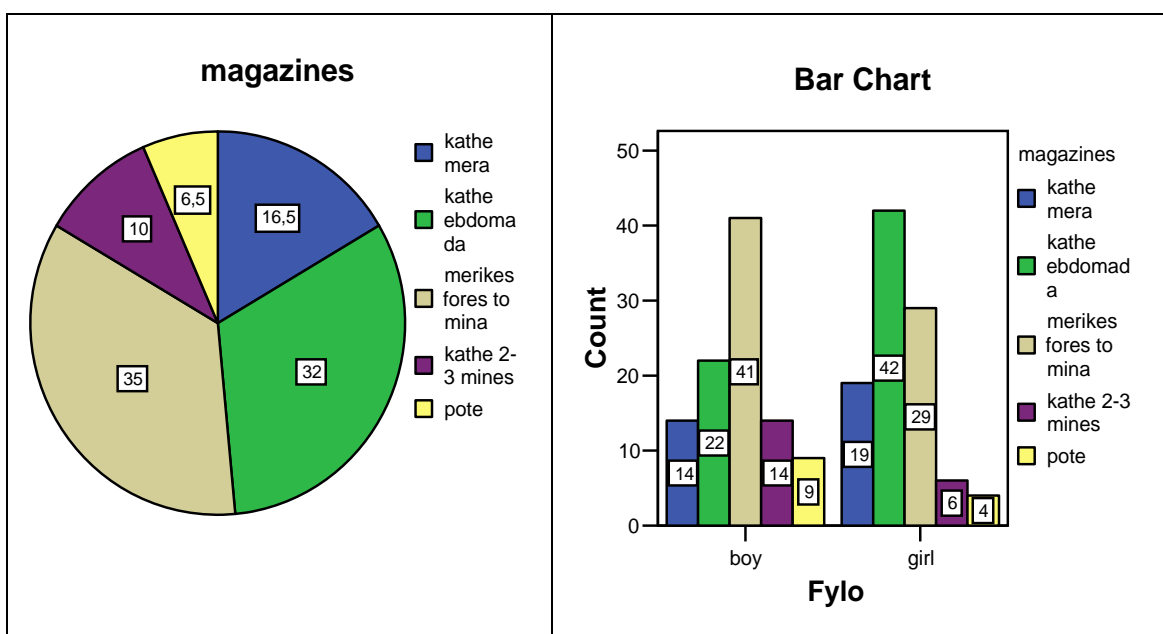 magazines
6,5
16,5
10
35
32
kathe
mera
kathe
ebdoma
da
merikes
fores to
mina
kathe 2-
3 mines
pote
Bar Chart
Count
50
40
30
20
10
0
14
22
41
14
9
19
42
29
6
4
boy
girl
Fylo
magazines
kathe
mera
kathe
ebdomad
a
merikes
fores to
mina
kathe 2-3
mines
pote